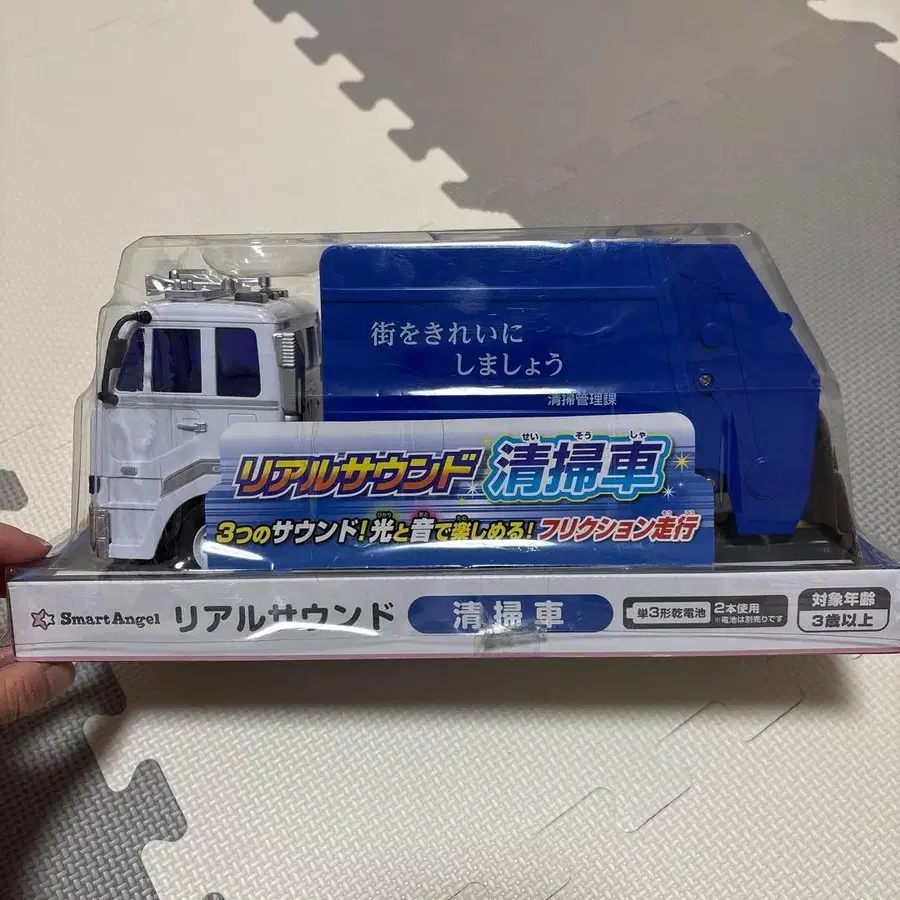 街をきれいに
しましょう
清掃管理課
リアルサウンド 清掃車
せい そう しゃ
3つのサウンド!光と音で楽しめる!フリクション走行
ひかり おと
Smart Angel リアルサウンド 清掃車
単3形乾電池 2本使用
※電池は別売りです
対象年齢
3歳以上